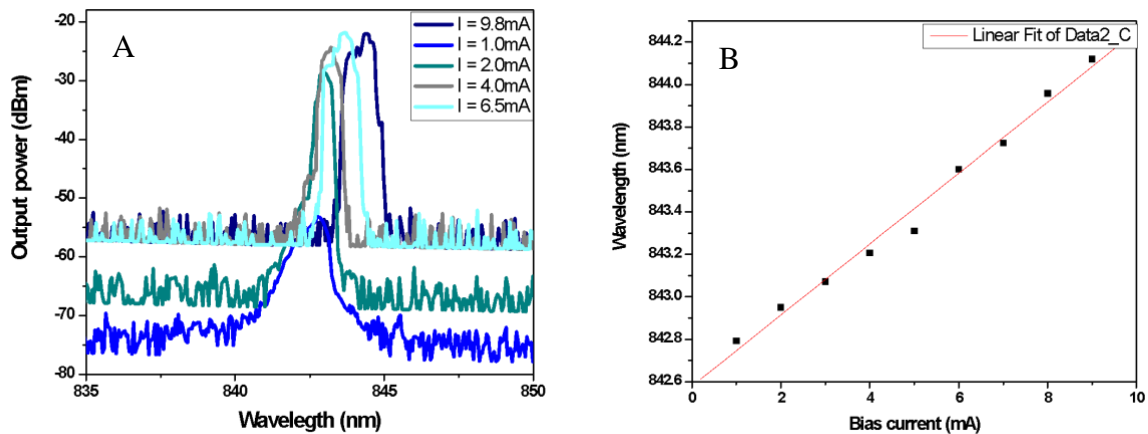 A
I = 9.8mA
I = 1.0mA
I = 2.0mA
I = 4.0mA
I = 6.5mA
Output power (dBm)
-20
-30
-40
-50
-60
-70
-80
835
840
845
850
Wavelegth (nm)
B
Linear Fit of Data2_C
Wavelength (nm)
844.2
844.0
843.8
843.6
843.4
843.2
843.0
842.8
842.6
0
2
4
6
8
10
Bias current (mA)